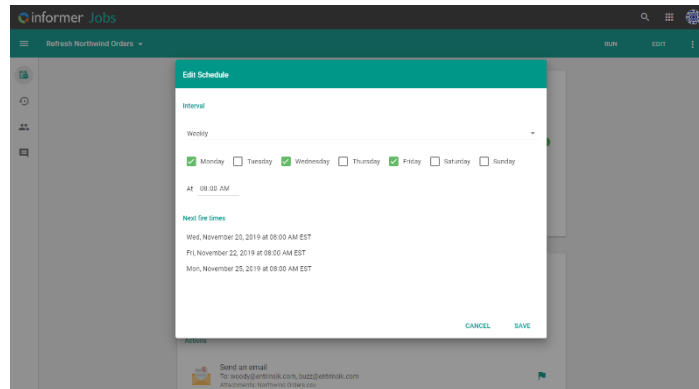 informer Jobs
Refresh Northwind Orders
RUN
EDIT
Edit Schedule
Interval
Weekly
Monday Tuesday Wednesday Thursday Friday Saturday Sunday
At 08:00 AM
Next fire times
Wed, November 20, 2019 at 08:00 AM EST
Fri, November 22, 2019 at 08:00 AM EST
Mon, November 25, 2019 at 08:00 AM EST
CANCEL SAVE
Actions
Send an email
To: woody@entrinsik.com, buzz@entrinsik.com
Attachments: Northwind Orders.csv